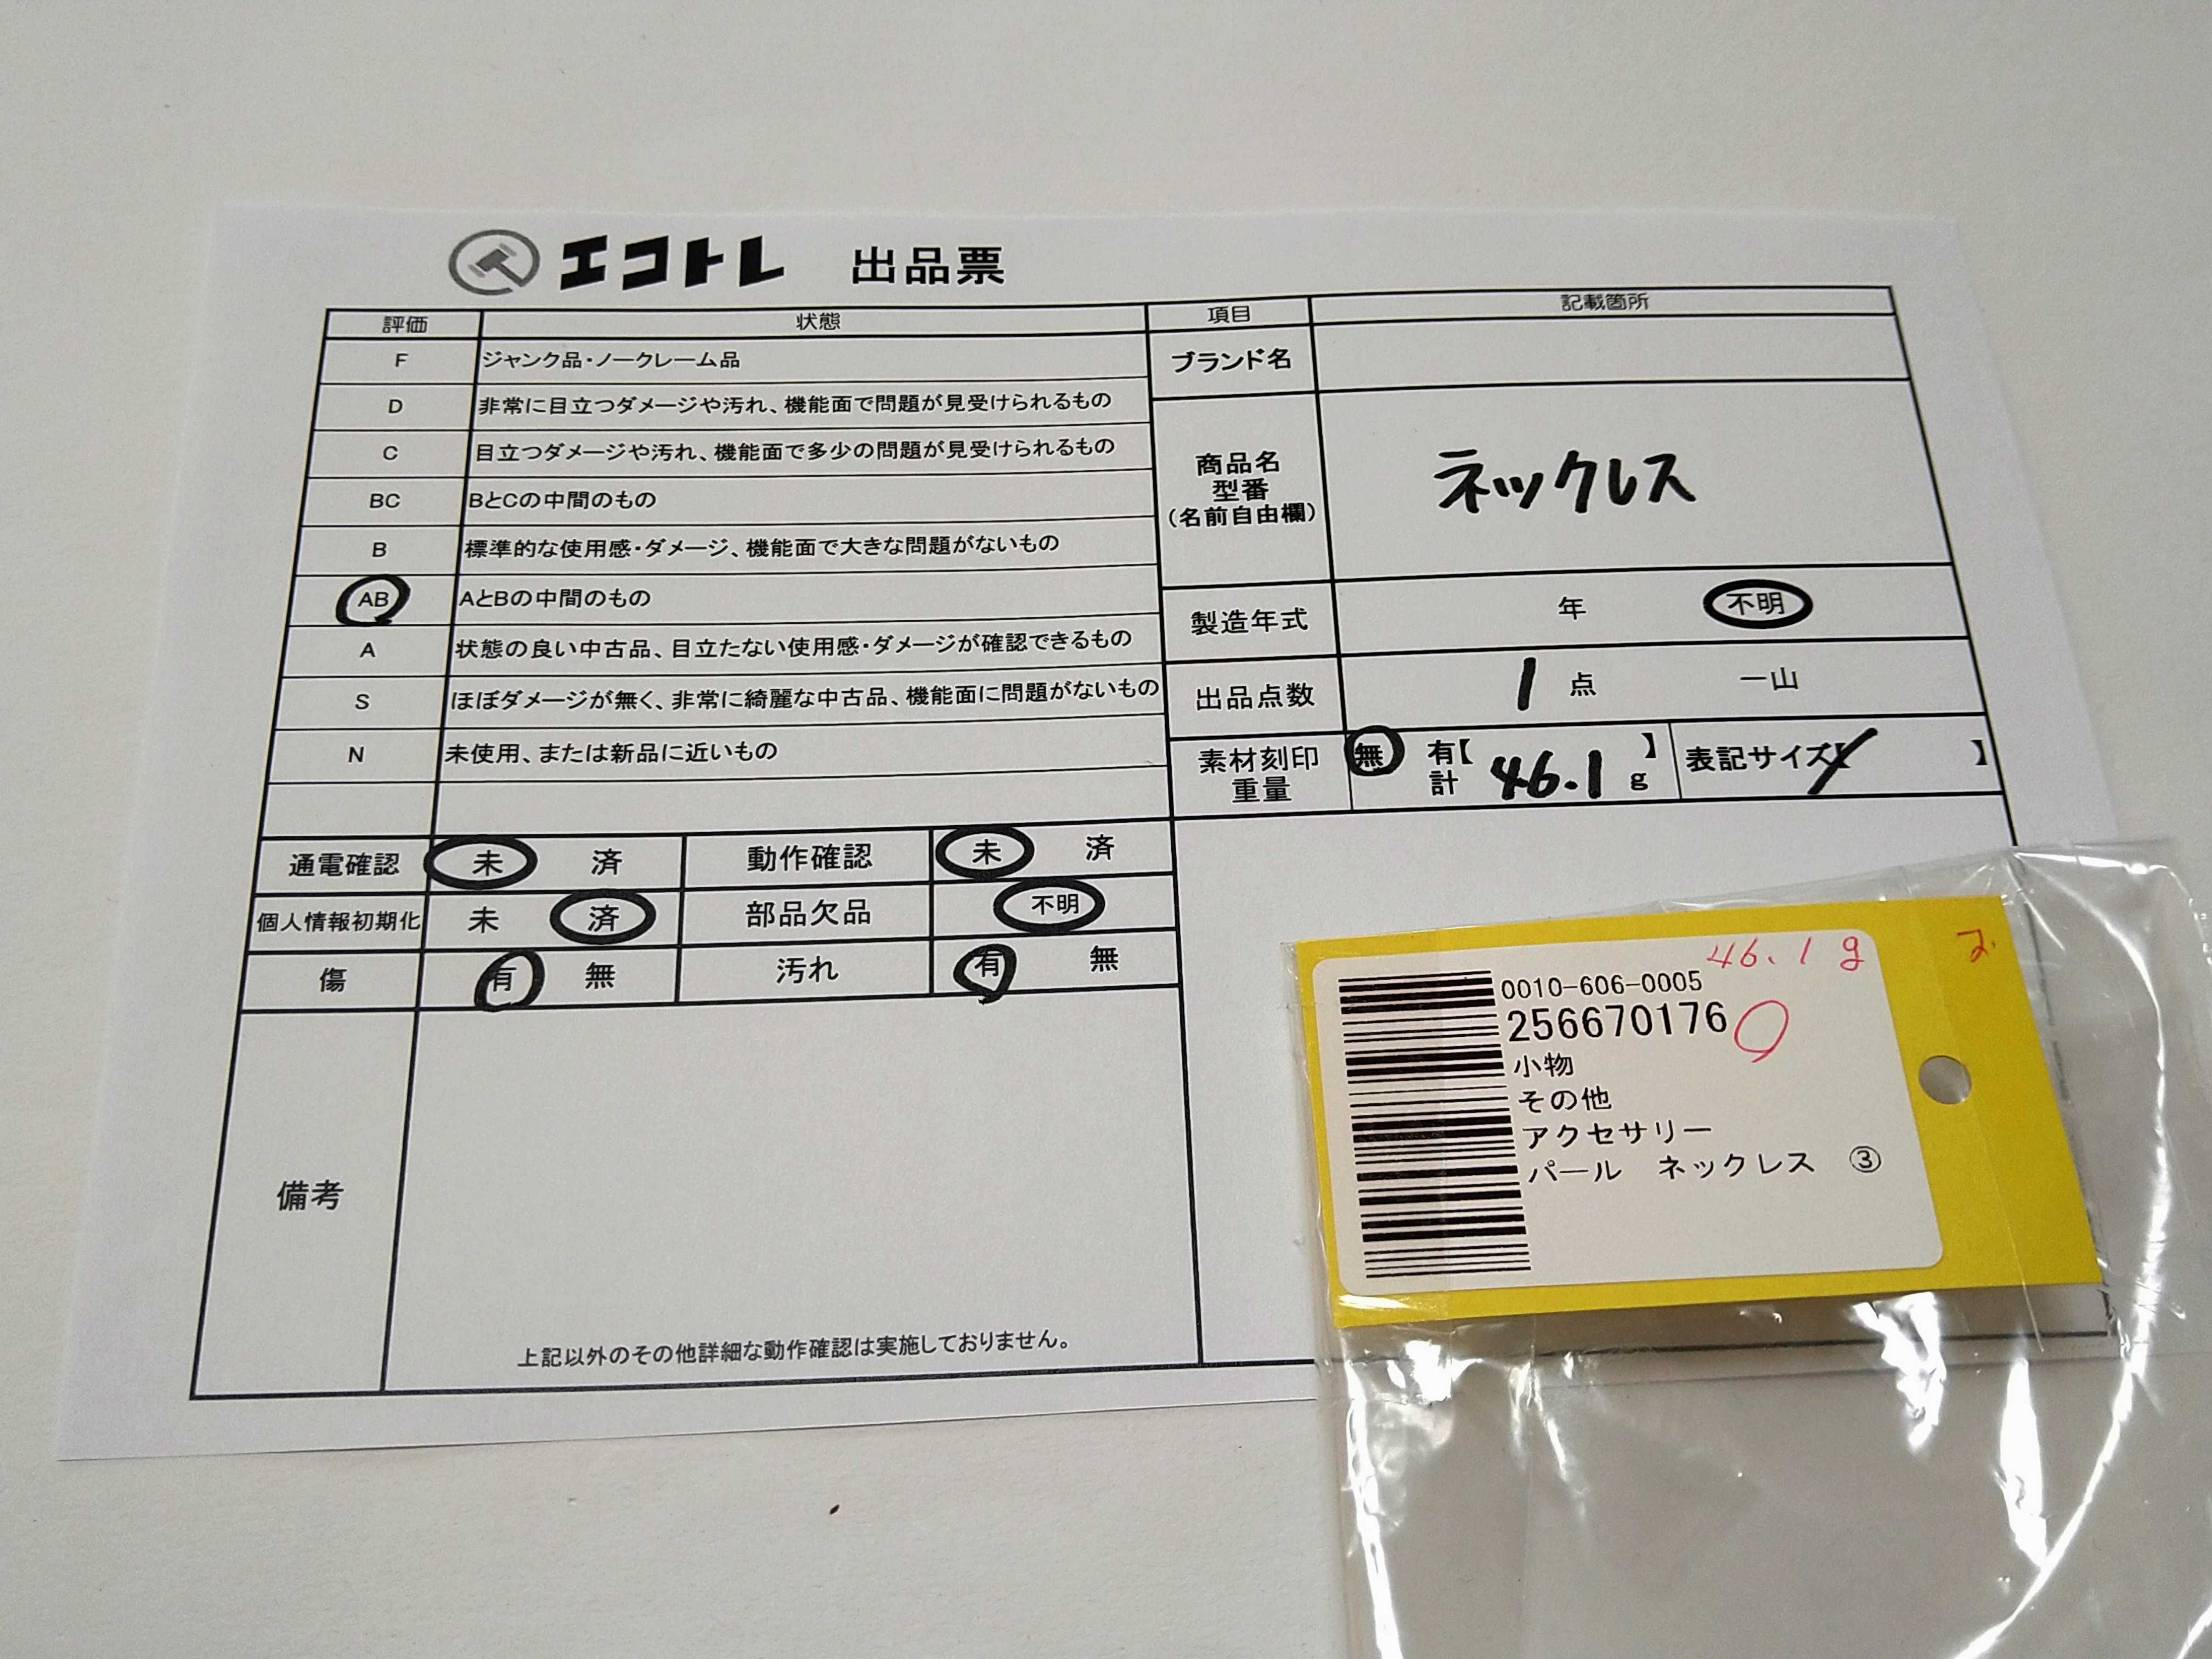 エコトレ 出品票
評価 状態 項目 記載箇所
F ジャンク品・ノークレーム品
D 非常に目立つダメージや汚れ、機能面で問題が見受けられるもの
C 目立つダメージや汚れ、機能面で多少の問題が見受けられるもの
BC BとCの中間のもの
B 標準的な使用感・ダメージ、機能面で大きな問題がないもの
AB AとBの中間のもの
A 状態の良い中古品、目立たない使用感・ダメージが確認できるもの
S ほぼダメージが無く、非常に綺麗な中古品、機能面に問題がないもの
N 未使用、または新品に近いもの
ブランド名
商品名
型番
(名前自由欄)
ネックレス
製造年式 年 不明
出品点数 1 点 一山
素材刻印 無 有【 】 表記サイズ【 】
重量 計 46.1 g
通電確認 未 済 動作確認 未 済
個人情報初期化 未 済 部品欠品 不明
傷 有 無 汚れ 有 無
備考
上記以外のその他詳細な動作確認は実施しておりません。
46.1 g
0010-606-0005
256670176
小物
その他
アクセサリー
パール ネックレス ③